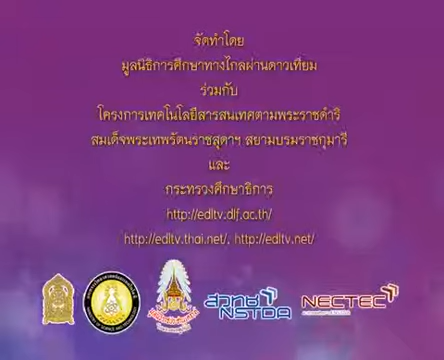 จัดทำโดย
มูลนิธิการศึกษาทางไกลผ่านดาวเทียม
ร่วมกับ
โครงการเทคโนโลยีสารสนเทศตามพระราชดำริ
สมเด็จพระเทพรัตนราชสุดาฯ สยามบรมราชกุมารี
และ
กระทรวงศึกษาธิการ
http://edltv.dlf.ac.th/
http://edltv.thai.net/, http://edltv.net/
สวทช NECTEC
NSTDA